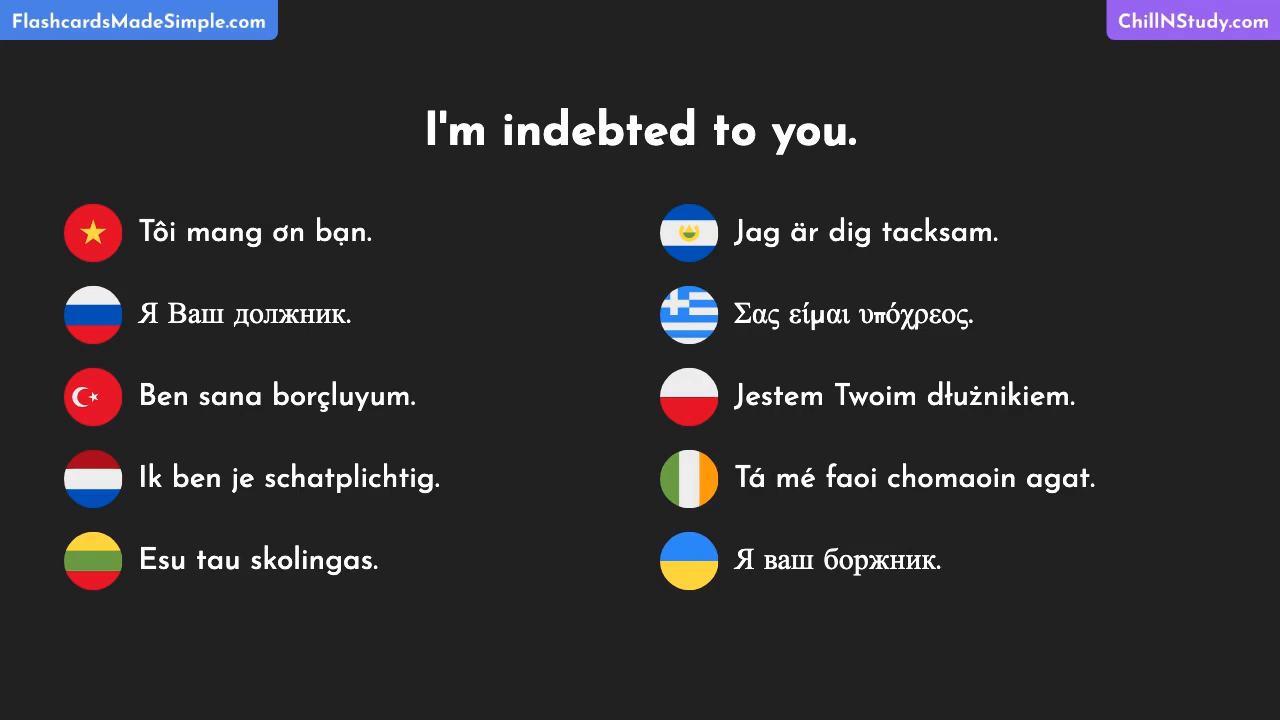 FlashcardsMadeSimple.com
ChillNStudy.com
I'm indebted to you.
Tôi mang ơn bạn.
Jag är dig tacksam.
Я Ваш должник.
Σας είμαι υπόχρεος.
Ben sana borçluyum.
Jestem Twoim dłużnikiem.
Ik ben je schatplichtig.
Tá mé faoi chomaoin agat.
Esu tau skolingas.
Я ваш боржник.